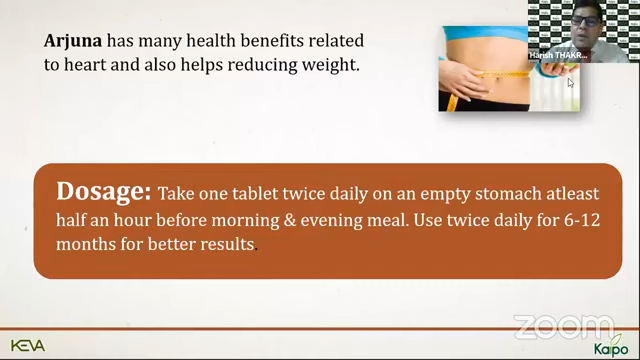 Arjuna has many health benefits related
to heart and also helps reducing weight.
Harish THAKR...
Dosage: Take one tablet twice daily on an empty stomach atleast
half an hour before morning & evening meal. Use twice daily for 6-12
months for better results.
zoom
KEVA
Kaipo